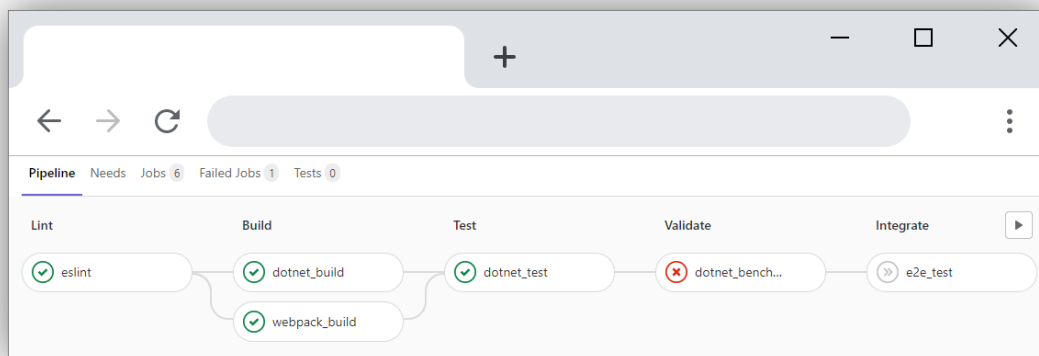 Pipeline Needs Jobs 6 Failed Jobs 1 Tests 0
Lint Build Test Validate Integrate
eslint dotnet_build dotnet_test dotnet_bench... e2e_test
webpack_build